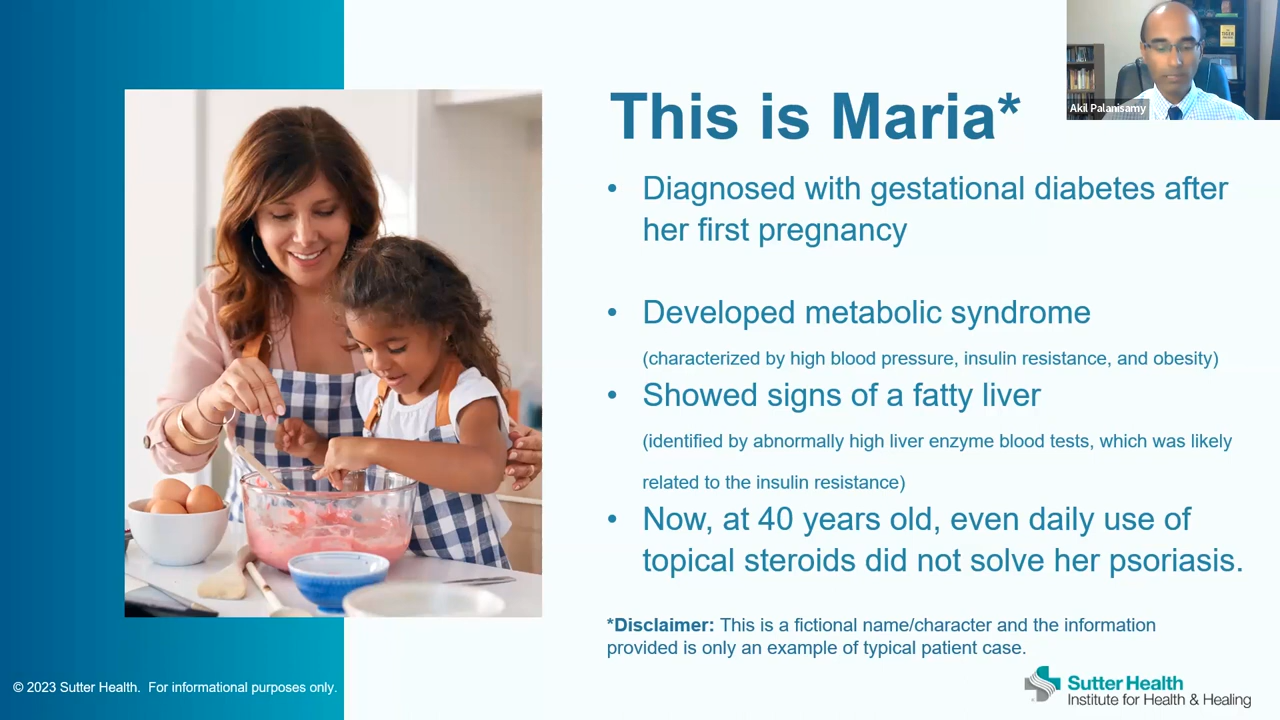 This is Maria*
Akil Palanisamy
• Diagnosed with gestational diabetes after
her first pregnancy
• Developed metabolic syndrome
(characterized by high blood pressure, insulin resistance, and obesity)
• Showed signs of a fatty liver
(identified by abnormally high liver enzyme blood tests, which was likely
related to the insulin resistance)
• Now, at 40 years old, even daily use of
topical steroids did not solve her psoriasis.
*Disclaimer: This is a fictional name/character and the information
provided is only an example of typical patient case.
© 2023 Sutter Health. For informational purposes only.
Sutter Health
Institute for Health & Healing